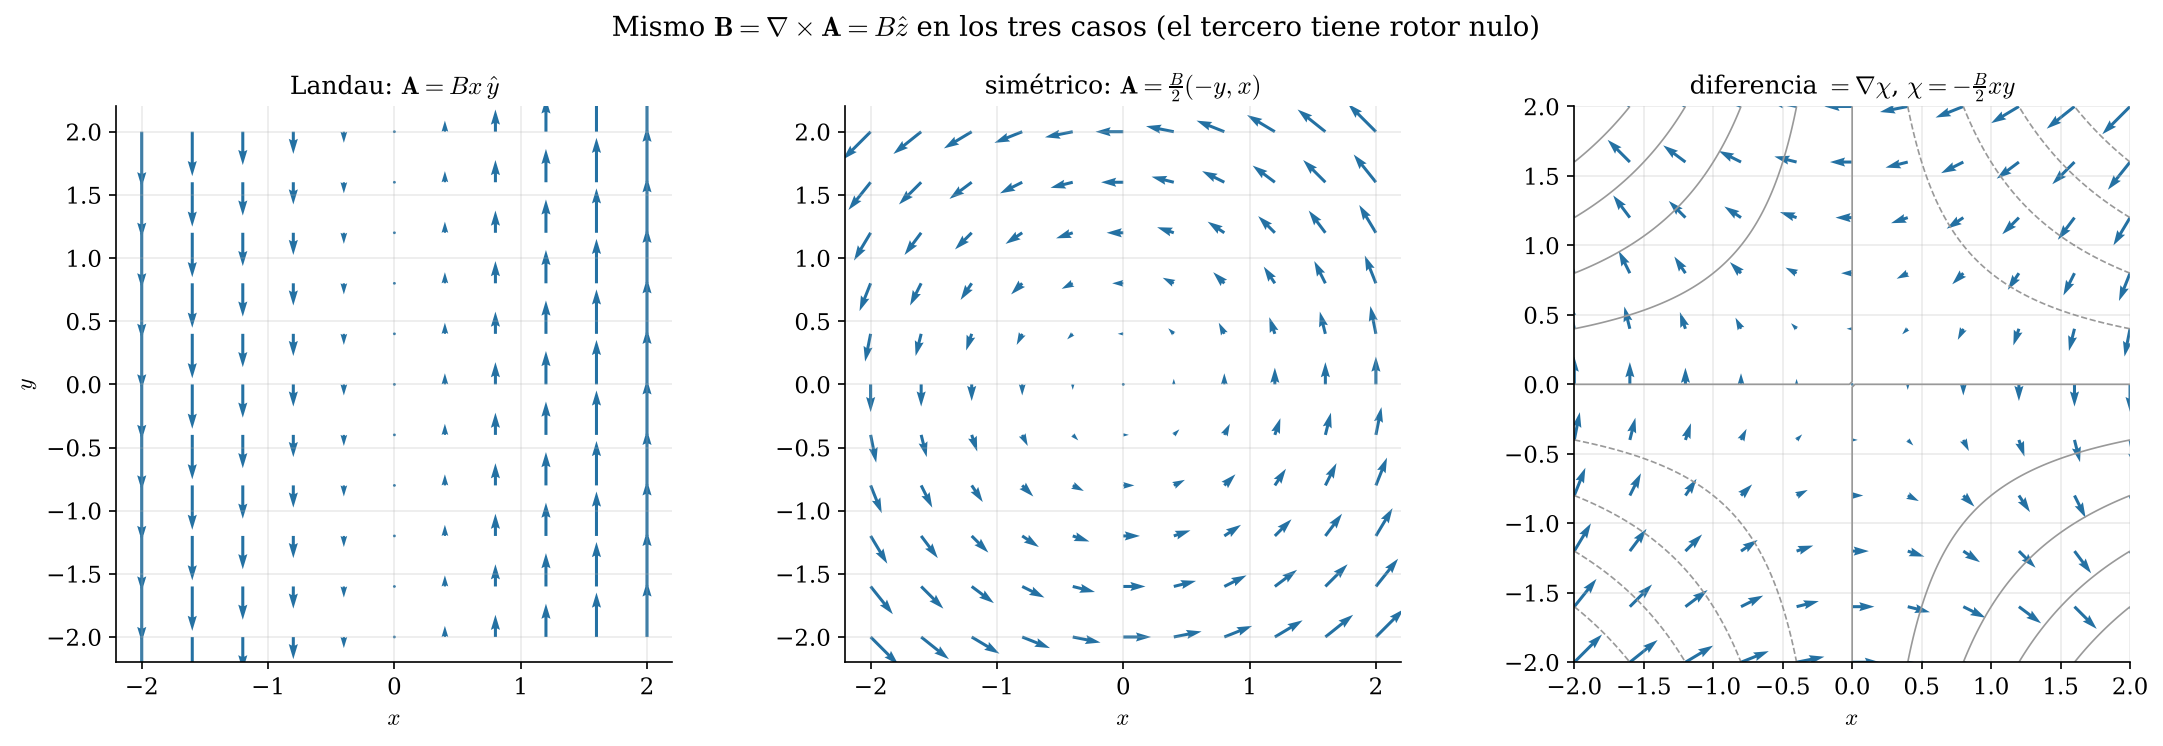 Mismo B = ∇ × A = Bẑ en los tres casos (el tercero tiene rotor nulo)
Landau: A = Bx ŷ
simétrico: A = B/2(−y, x)
diferencia = ∇χ, χ = −B/2xy
2.0
1.5
1.0
0.5
0.0
−0.5
−1.0
−1.5
−2.0
y
−2 −1 0 1 2
x
2.0
1.5
1.0
0.5
0.0
−0.5
−1.0
−1.5
−2.0
−2 −1 0 1 2
x
2.0
1.5
1.0
0.5
0.0
−0.5
−1.0
−1.5
−2.0
−2.0 −1.5 −1.0 −0.5 0.0 0.5 1.0 1.5 2.0
x